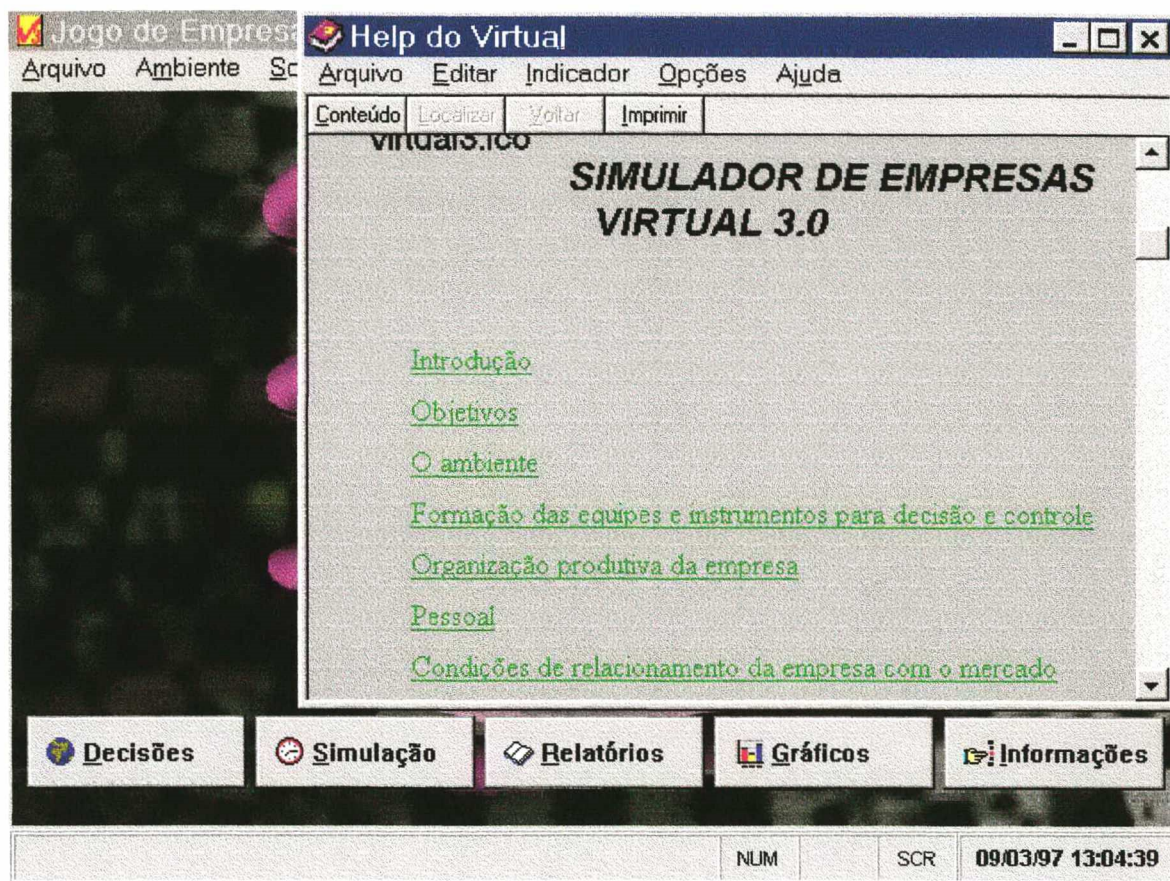 Jogo de Empresa
Help do Virtual
Arquivo Ambiente
Arquivo Editar Indicador Opções Ajuda
Conteúdo Localizar Voltar Imprimir
virtual3.ico
SIMULADOR DE EMPRESAS
VIRTUAL 3.0
Introdução
Objetivos
O ambiente
Formação das equipes e instrumentos para decisão e controle
Organização produtiva da empresa
Pessoal
Condições de relacionamento da empresa com o mercado
Decisões Simulação Relatórios Gráficos Informações
NUM SCR 09/03/97 13:04:39